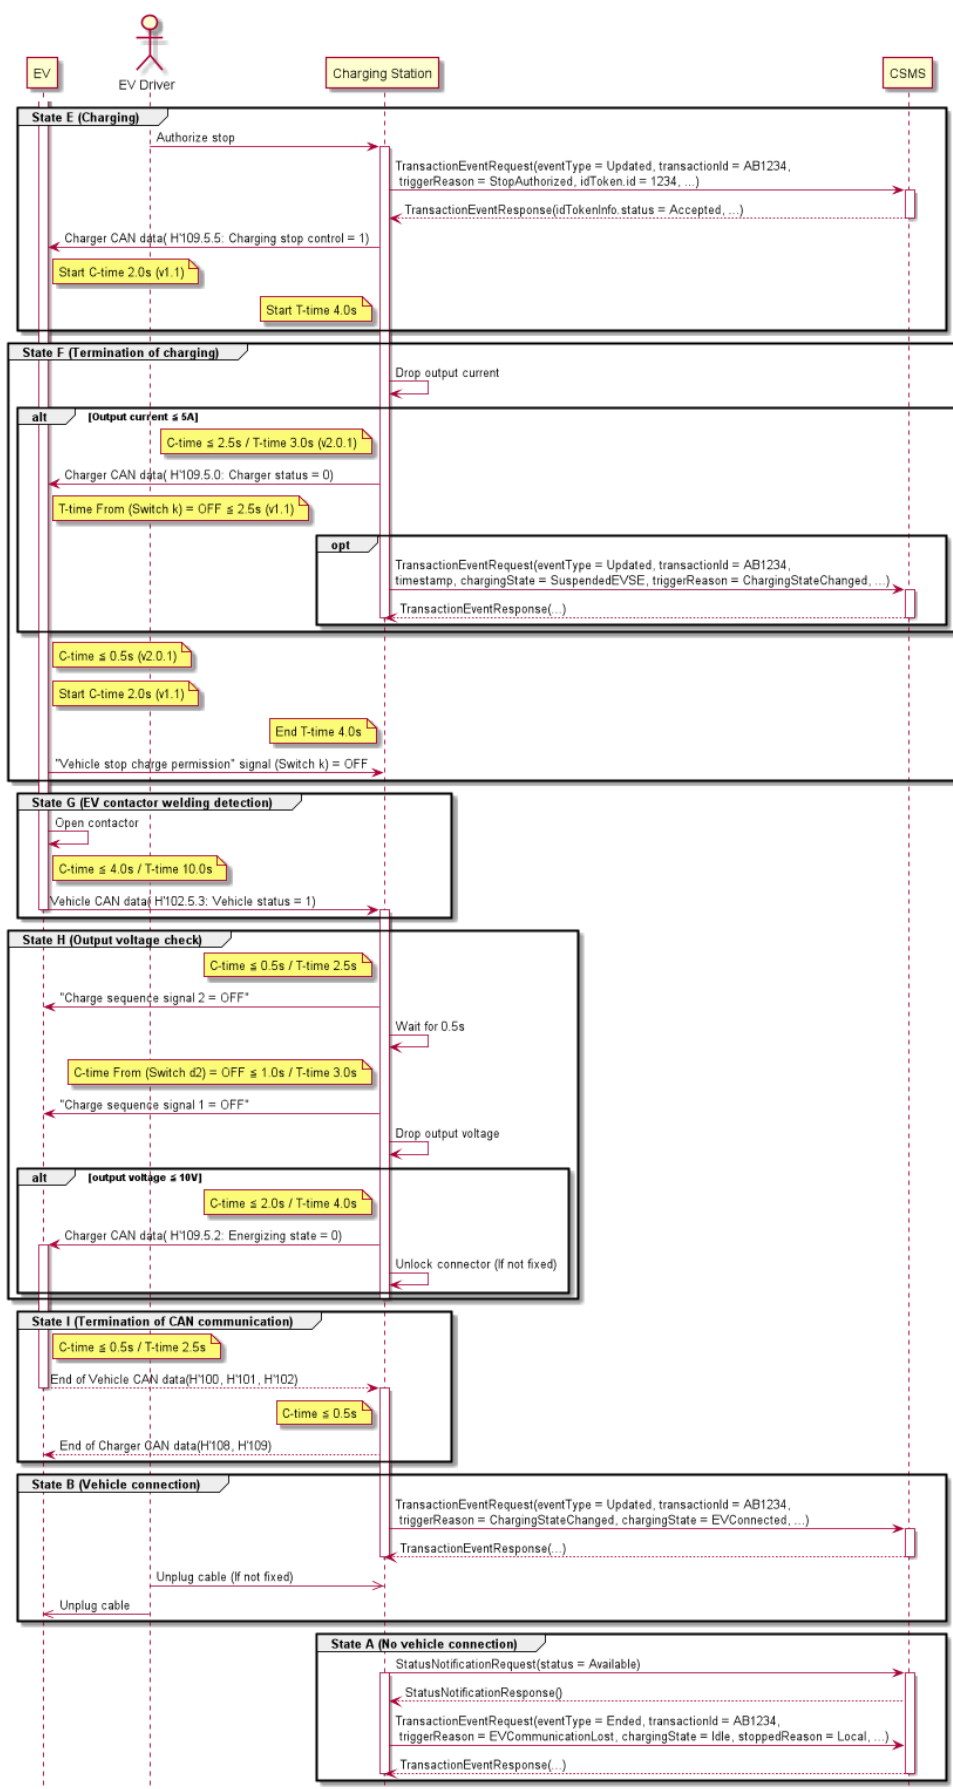 EV
EV Driver
Charging Station
CSMS
State E (Charging)
Authorize stop
TransactionEventRequest(eventType = Updated, transactionId = AB1234,
triggerReason = StopAuthorized, idToken.id = 1234, ...)
TransactionEventResponse(idTokenInfo.status = Accepted, ...)
Charger CAN data( H'109.5.5: Charging stop control = 1)
Start C-time 2.0s (v1.1)
Start T-time 4.0s
State F (Termination of charging)
Drop output current
alt [Output current ≦ 5A]
C-time ≦ 2.5s / T-time 3.0s (v2.0.1)
Charger CAN data( H'109.5.0: Charger status = 0)
T-time From (Switch k) = OFF ≦ 2.5s (v1.1)
opt
TransactionEventRequest(eventType = Updated, transactionId = AB1234,
timestamp, chargingState = SuspendedEVSE, triggerReason = ChargingStateChanged, ...)
TransactionEventResponse(...)
C-time ≦ 0.5s (v2.0.1)
Start C-time 2.0s (v1.1)
End T-time 4.0s
"Vehicle stop charge permission" signal (Switch k) = OFF
State G (EV contactor welding detection)
Open contactor
C-time ≦ 4.0s / T-time 10.0s
Vehicle CAN data( H'102.5.3: Vehicle status = 1)
State H (Output voltage check)
C-time ≦ 0.5s / T-time 2.5s
"Charge sequence signal 2 = OFF"
Wait for 0.5s
C-time From (Switch d2) = OFF ≦ 1.0s / T-time 3.0s
"Charge sequence signal 1 = OFF"
Drop output voltage
alt [output voltage ≦ 10V]
C-time ≦ 2.0s / T-time 4.0s
Charger CAN data( H'109.5.2: Energizing state = 0)
Unlock connector (If not fixed)
State I (Termination of CAN communication)
C-time ≦ 0.5s / T-time 2.5s
End of Vehicle CAN data(H'100, H'101, H'102)
C-time ≦ 0.5s
End of Charger CAN data(H'108, H'109)
State B (Vehicle connection)
TransactionEventRequest(eventType = Updated, transactionId = AB1234,
triggerReason = ChargingStateChanged, chargingState = EVConnected, ...)
TransactionEventResponse(...)
Unplug cable (If not fixed)
Unplug cable
State A (No vehicle connection)
StatusNotificationRequest(status = Available)
StatusNotificationResponse()
TransactionEventRequest(eventType = Ended, transactionId = AB1234,
triggerReason = EVCommunicationLost, chargingState = Idle, stoppedReason = Local, ...)
TransactionEventResponse(...)